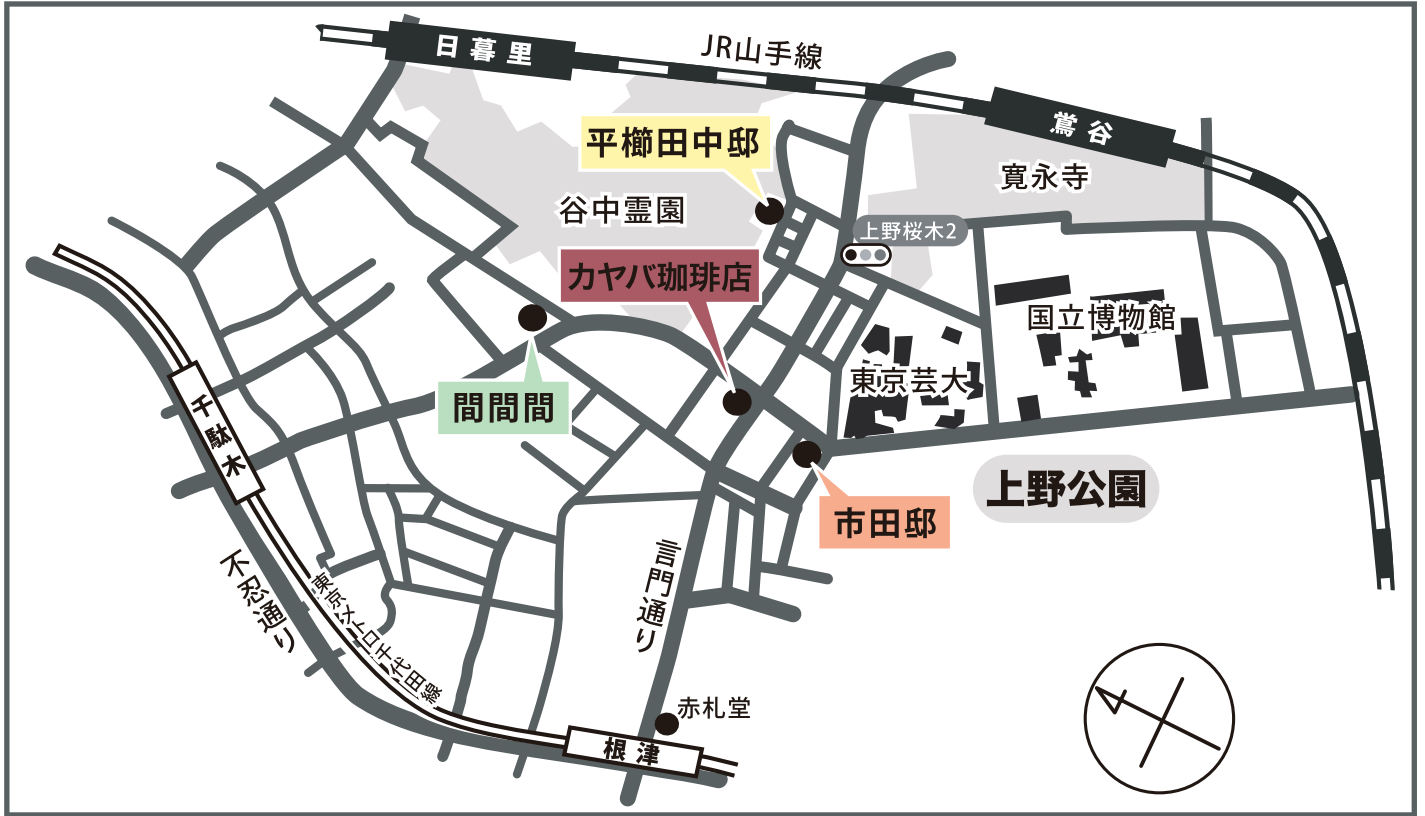 日暮里
JR山手線
鶯谷
平櫛田中邸
寛永寺
谷中霊園
上野桜木2
カヤバ珈琲店
国立博物館
東京芸大
間間間
千駄木
上野公園
市田邸
言問通り
不忍通り
東京メトロ千代田線
赤札堂
根津